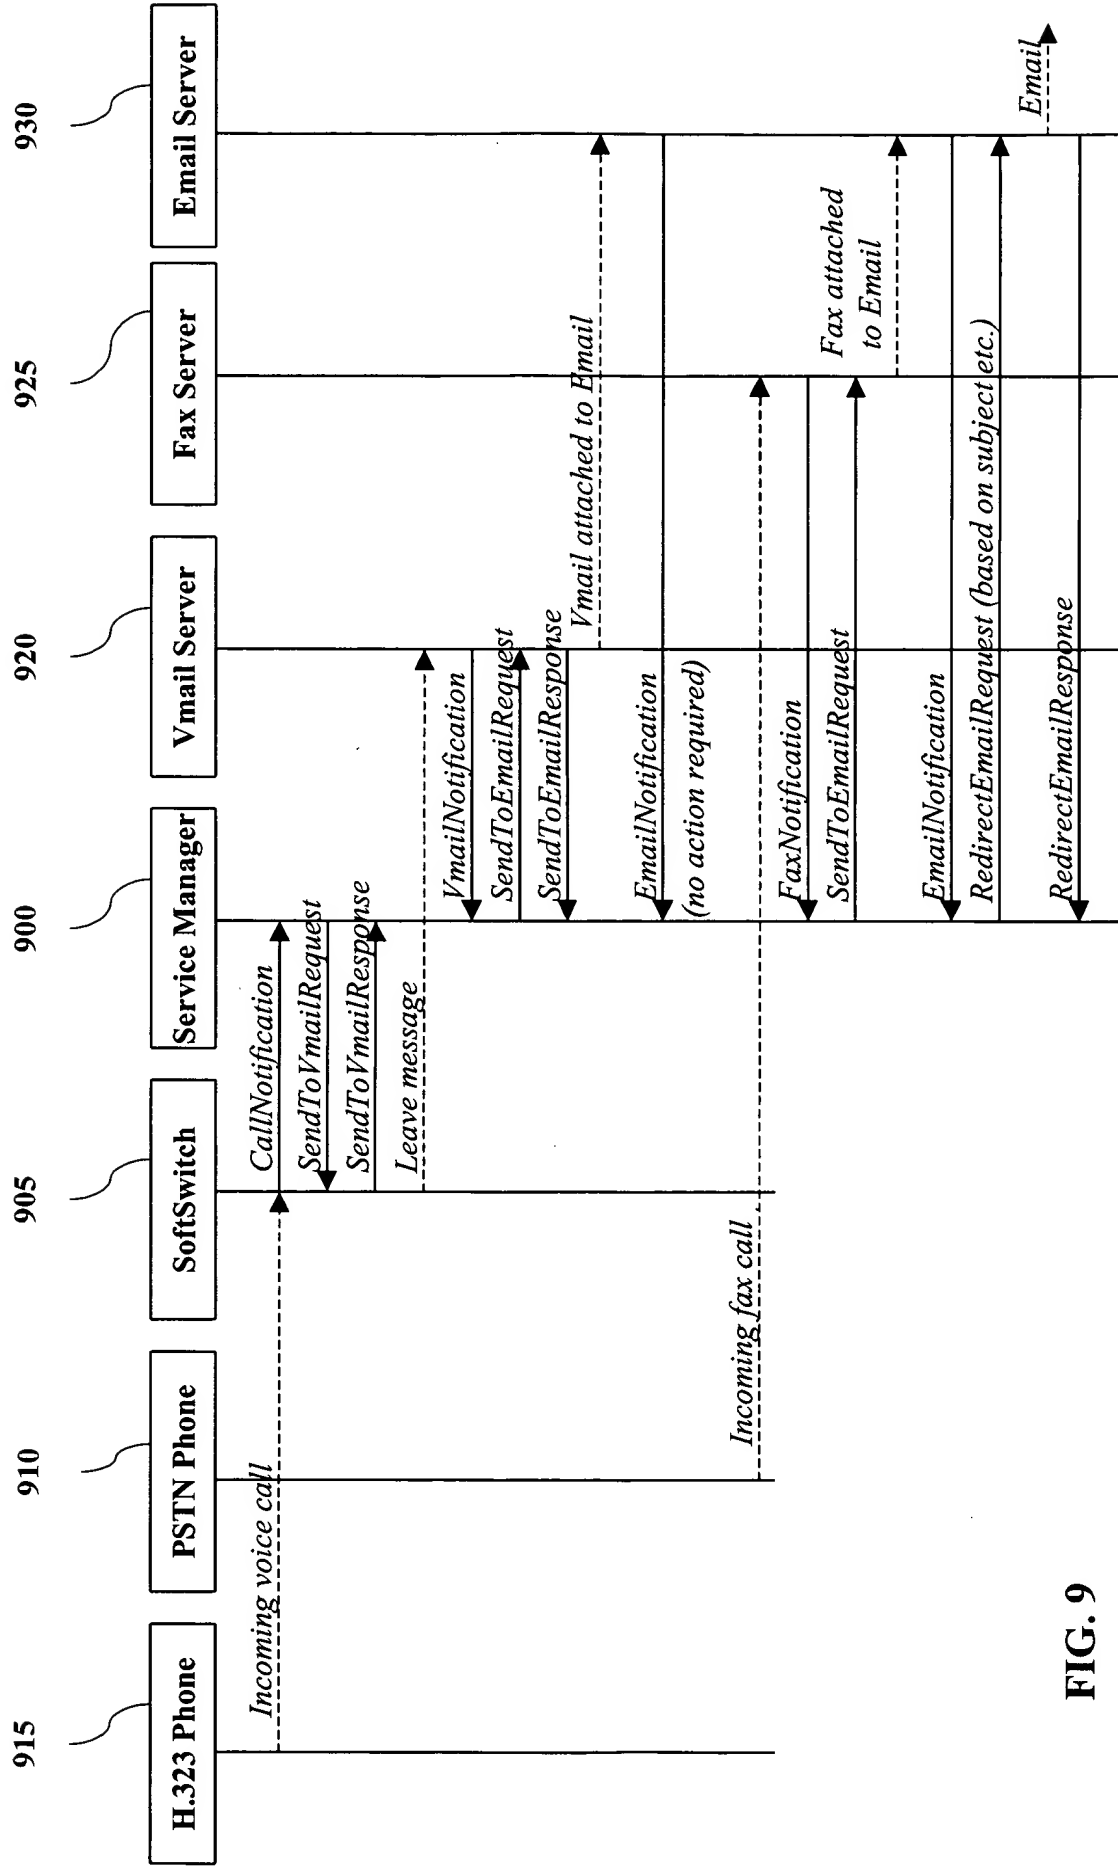 915
910
905
900
920
925
930
H.323 Phone
PSTN Phone
SoftSwitch
Service Manager
Vmail Server
Fax Server
Email Server
Incoming voice call
CallNotification
SendToVmailRequest
SendToVmailResponse
Leave message
VmailNotification
SendToEmailRequest
SendToEmailResponse
Vmail attached to Email
EmailNotification
(no action required)
Incoming fax call
FaxNotification
SendToEmailRequest
Fax attached
to Email
EmailNotification
RedirectEmailRequest (based on subject etc.)
Email
RedirectEmailResponse
FIG. 9